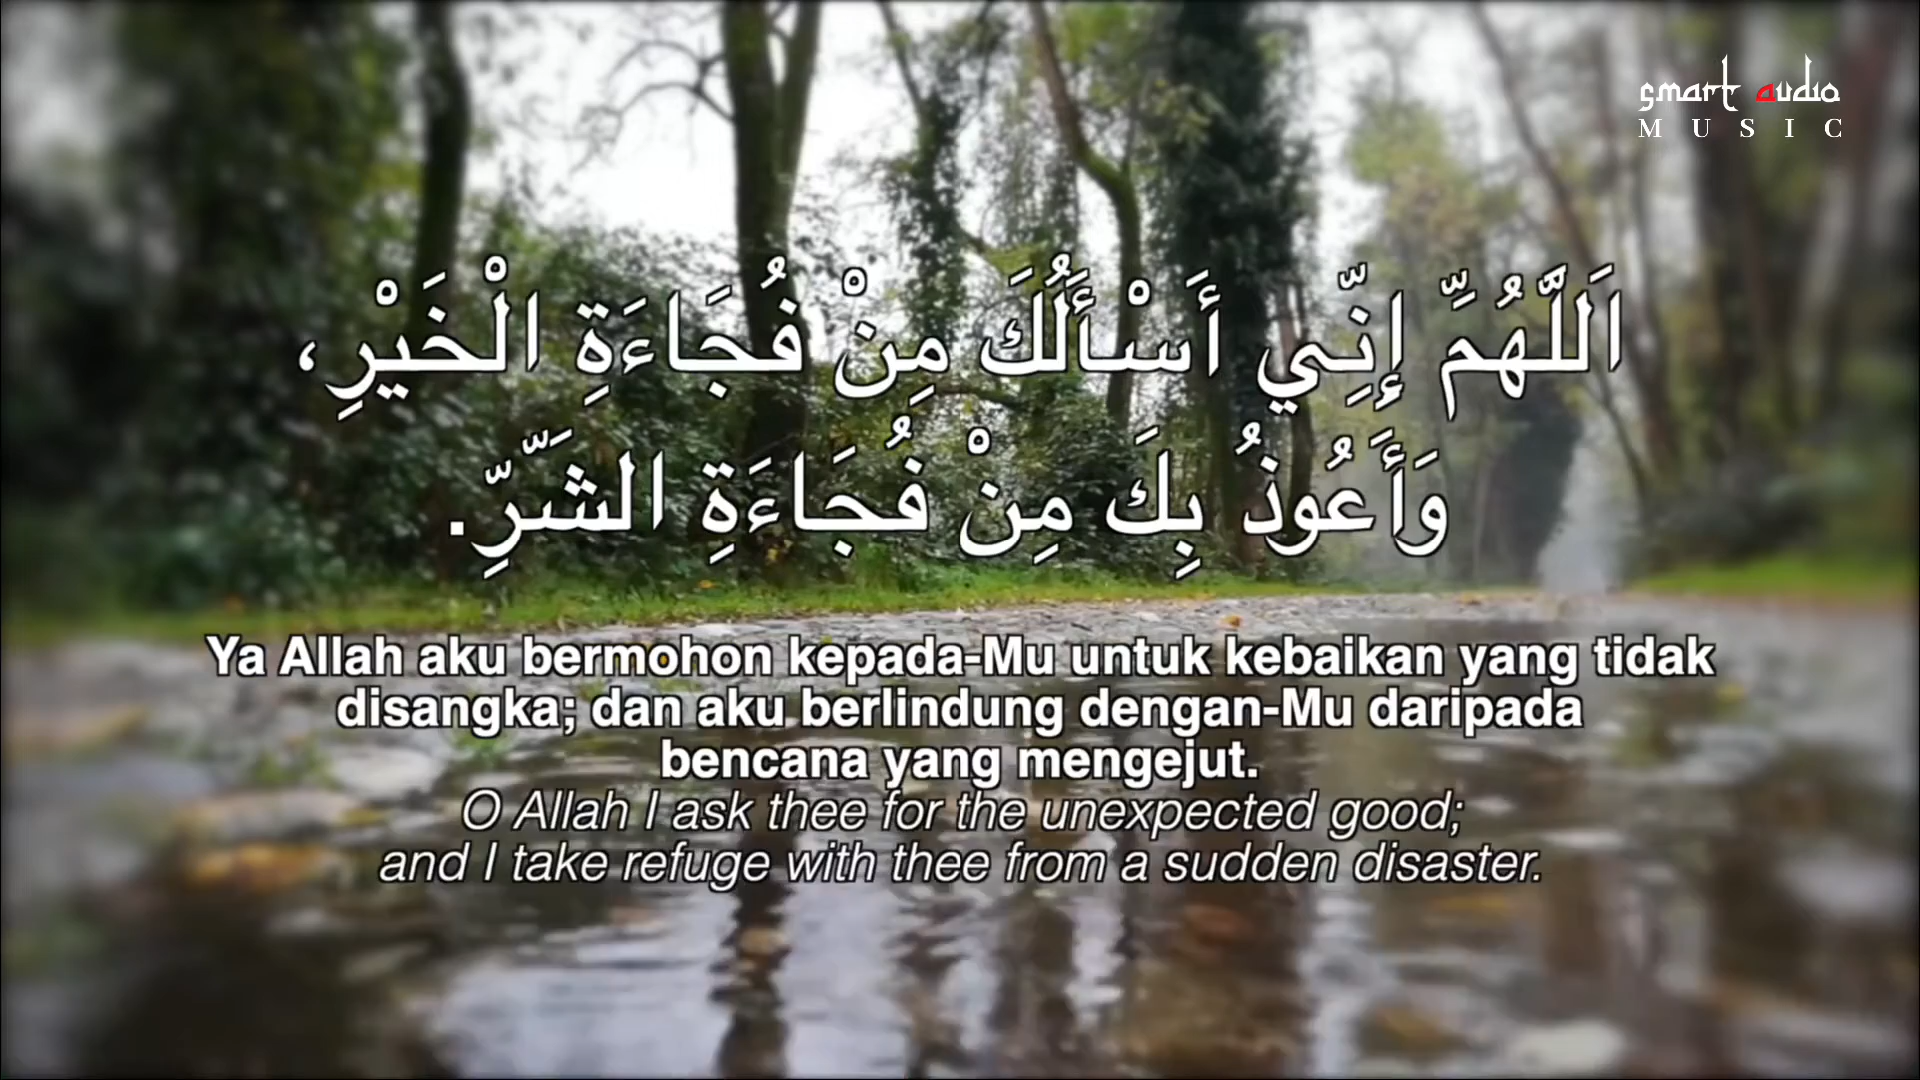 smart audio
MUSIC
اَللَّهُمَّ إِنِّي أَسْأَلُكَ مِنْ فُجَاءَةِ الْخَيْرِ،
وَأَعُوذُ بِكَ مِنْ فُجَاءَةِ الشَّرِّ.
Ya Allah aku bermohon kepada-Mu untuk kebaikan yang tidak
disangka; dan aku berlindung dengan-Mu daripada
bencana yang mengejut.
O Allah I ask thee for the unexpected good;
and I take refuge with thee from a sudden disaster.